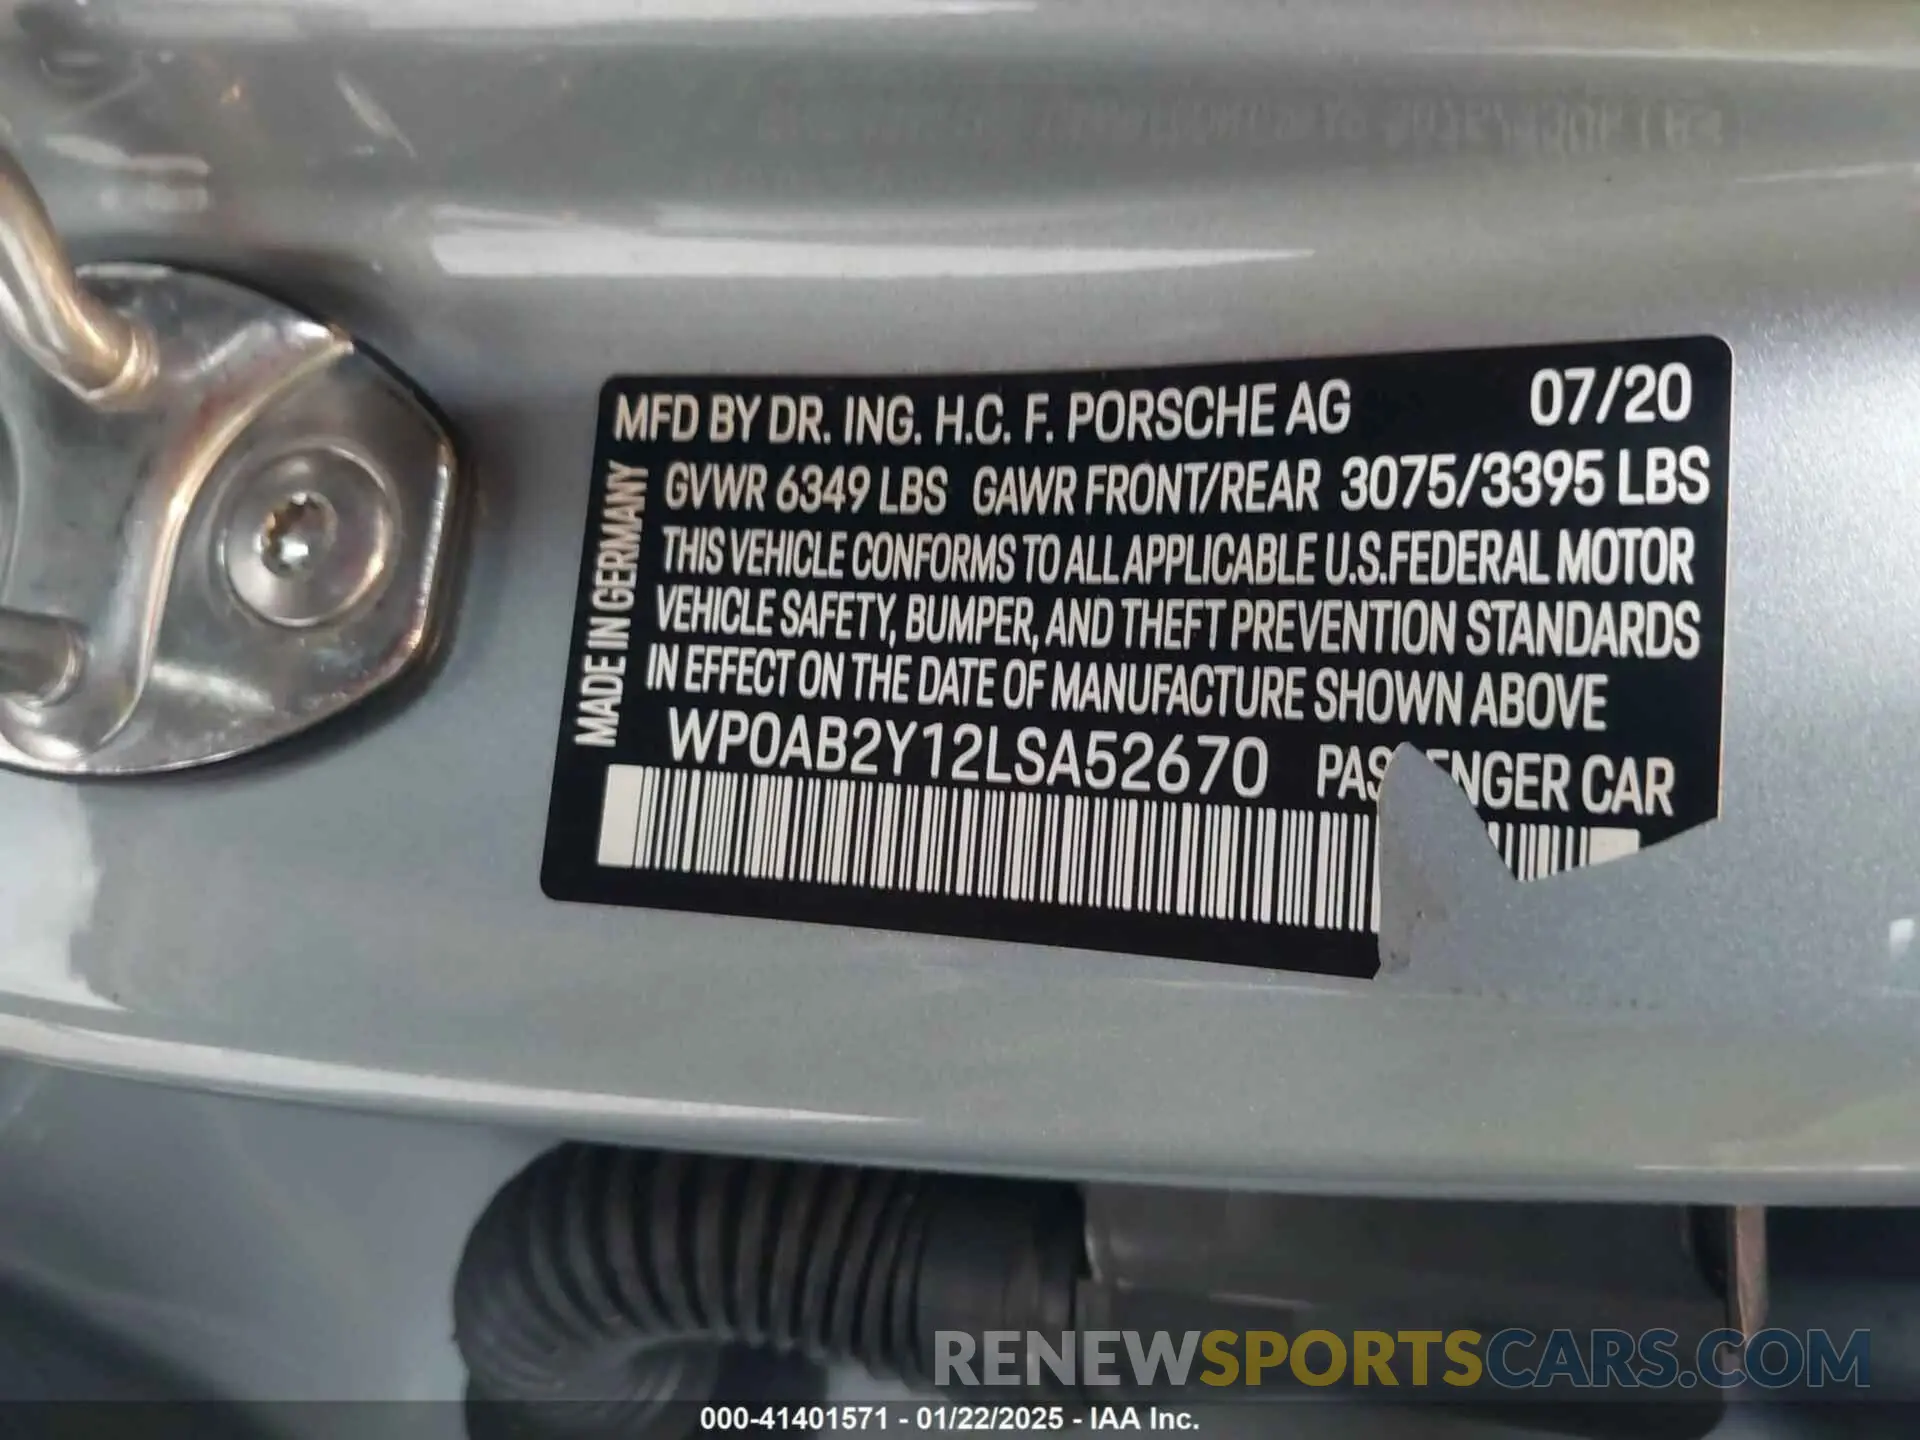 MFD BY DR. ING. H.C. F. PORSCHE AG 07/20
GVWR 6349 LBS GAWR FRONT/REAR 3075/3395 LBS
THIS VEHICLE CONFORMS TO ALL APPLICABLE U.S.FEDERAL MOTOR
VEHICLE SAFETY, BUMPER, AND THEFT PREVENTION STANDARDS
IN EFFECT ON THE DATE OF MANUFACTURE SHOWN ABOVE
WP0AB2Y12LSA52670 PASSENGER CAR
MADE IN GERMANY
RENEWSPORTSCARS.COM
000-41401571 - 01/22/2025 - IAA Inc.